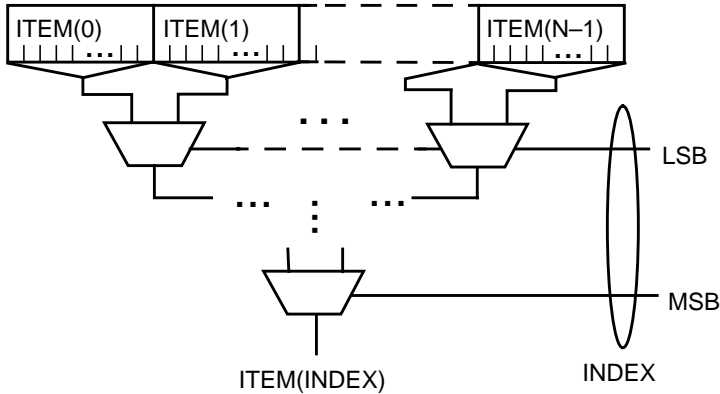 ITEM(0) ITEM(1) ITEM(N–1)
... ... ...
...
LSB
... ...
⋮
MSB
ITEM(INDEX) INDEX